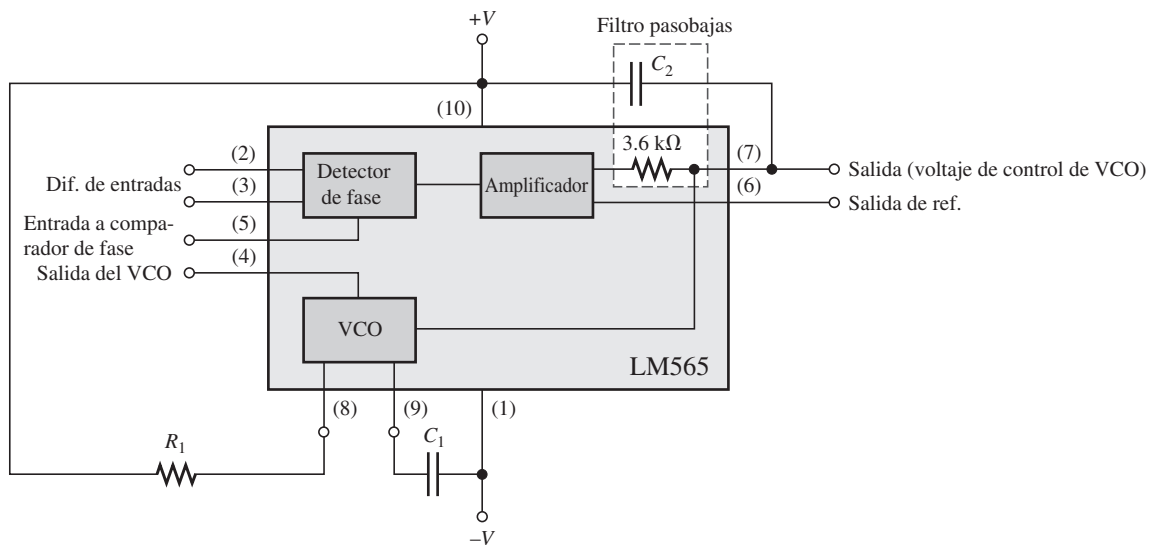 +V
Filtro pasobajas
C2
(10)
3.6 kΩ
(2)
(7)
Dif. de entradas
(3)
Detector
de fase
Amplificador
(6)
Salida (voltaje de control de VCO)
Salida de ref.
Entrada a compa-
rador de fase
(5)
Salida del VCO
(4)
VCO
LM565
(8)
(9)
(1)
R1
C1
–V